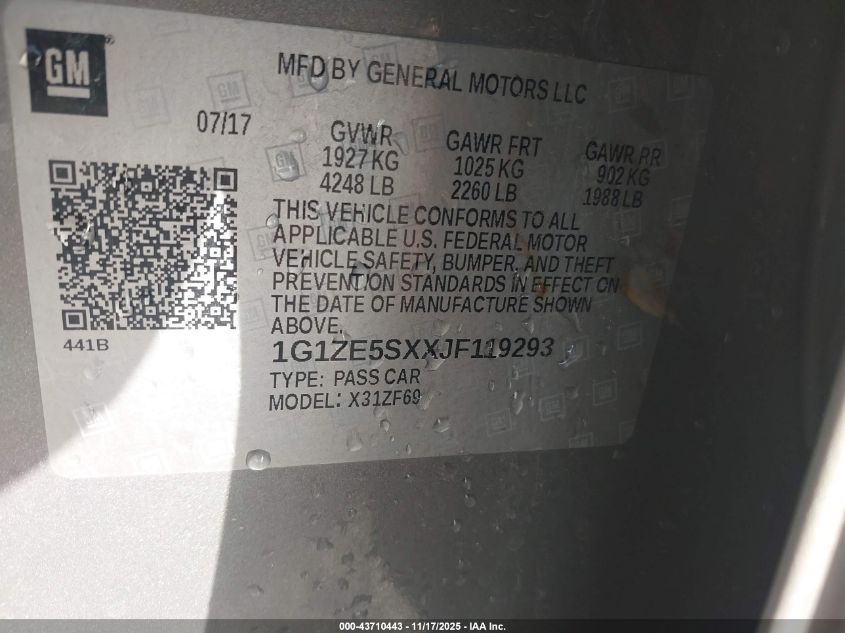 GM
MFD BY GENERAL MOTORS LLC
07/17
GVWR GAWR FRT GAWR RR
1927 KG 1025 KG 902 KG
4248 LB 2260 LB 1988 LB
THIS VEHICLE CONFORMS TO ALL
APPLICABLE U.S. FEDERAL MOTOR
VEHICLE SAFETY, BUMPER, AND THEFT
PREVENTION STANDARDS IN EFFECT ON
THE DATE OF MANUFACTURE SHOWN
ABOVE.
441B
1G1ZE5SXXJF119293
TYPE: PASS CAR
MODEL: X31ZF69
000-43710443 - 11/17/2025 - IAA Inc.